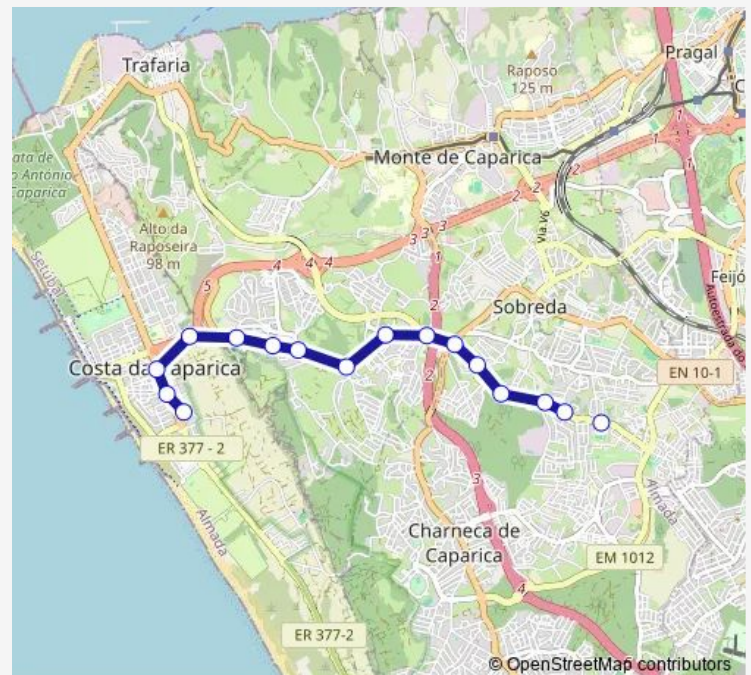 Pragal
Trafaria
Raposo
125 m
Monte de Caparica
Alto da
Raposeira
98 m
Via V6
Feijó
Sobreda
Costa da Caparica
EN 10-1
ER 377 - 2
Almada
Almada
Charneca de
Caparica
EM 1012
ER 377-2
© OpenStreetMap contributors